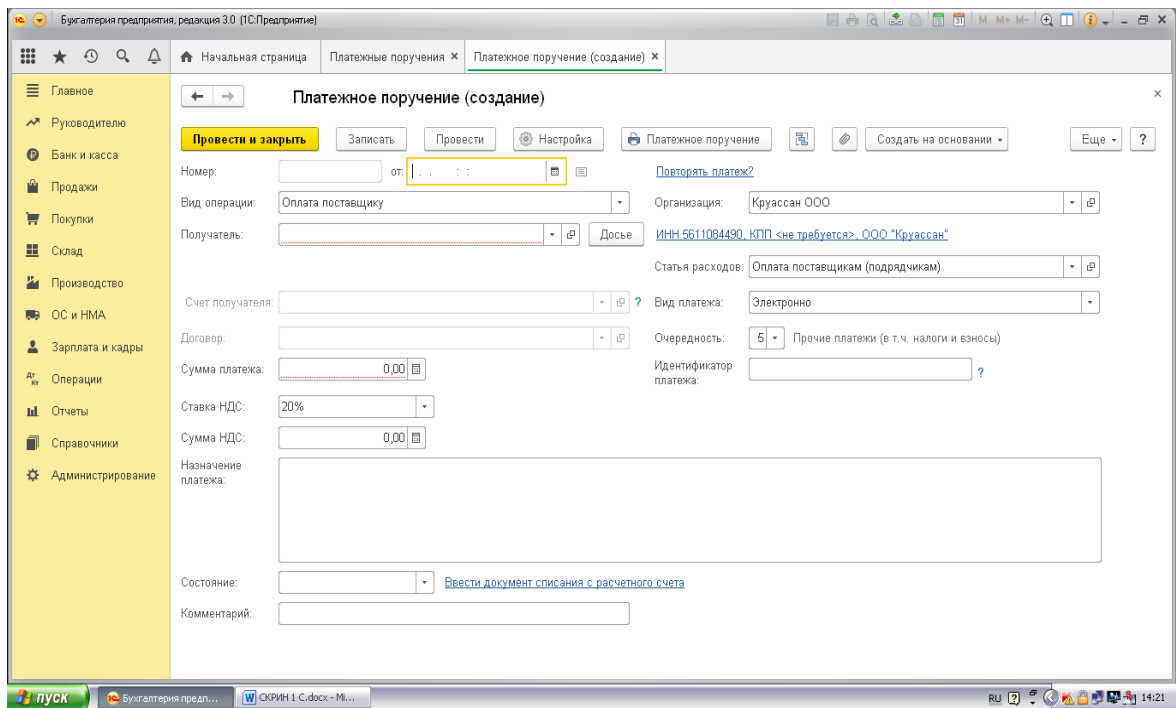 Бухгалтерия предприятия, редакция 3.0 (1С:Предприятие)
M M+ M-
Начальная страница
Платежные поручения ×
Платежное поручение (создание) ×
Главное
Руководителю
Банк и касса
Продажи
Покупки
Склад
Производство
ОС и НМА
Зарплата и кадры
Операции
Отчеты
Справочники
Администрирование
Платежное поручение (создание)
Провести и закрыть
Записать
Провести
Настройка
Платежное поручение
Создать на основании
Еще
?
Номер:
от: . . : :
Повторять платеж?
Вид операции: Оплата поставщику
Организация: Круассан ООО
Получатель:
Досье
ИНН 5611084490, КПП <не требуется>, ООО "Круассан"
Статья расходов: Оплата поставщикам (подрядчикам)
Счет получателя: ?
Вид платежа: Электронно
Договор:
Очередность: 5 Прочие платежи (в т.ч. налоги и взносы)
Сумма платежа: 0,00
Идентификатор
платежа: ?
Ставка НДС: 20%
Сумма НДС: 0,00
Назначение
платежа:
Состояние:
Ввести документ списания с расчетного счета
Комментарий:
пуск
Бухгалтерия предп...
СКРИН 1 С.docx - Mi...
RU
14:21